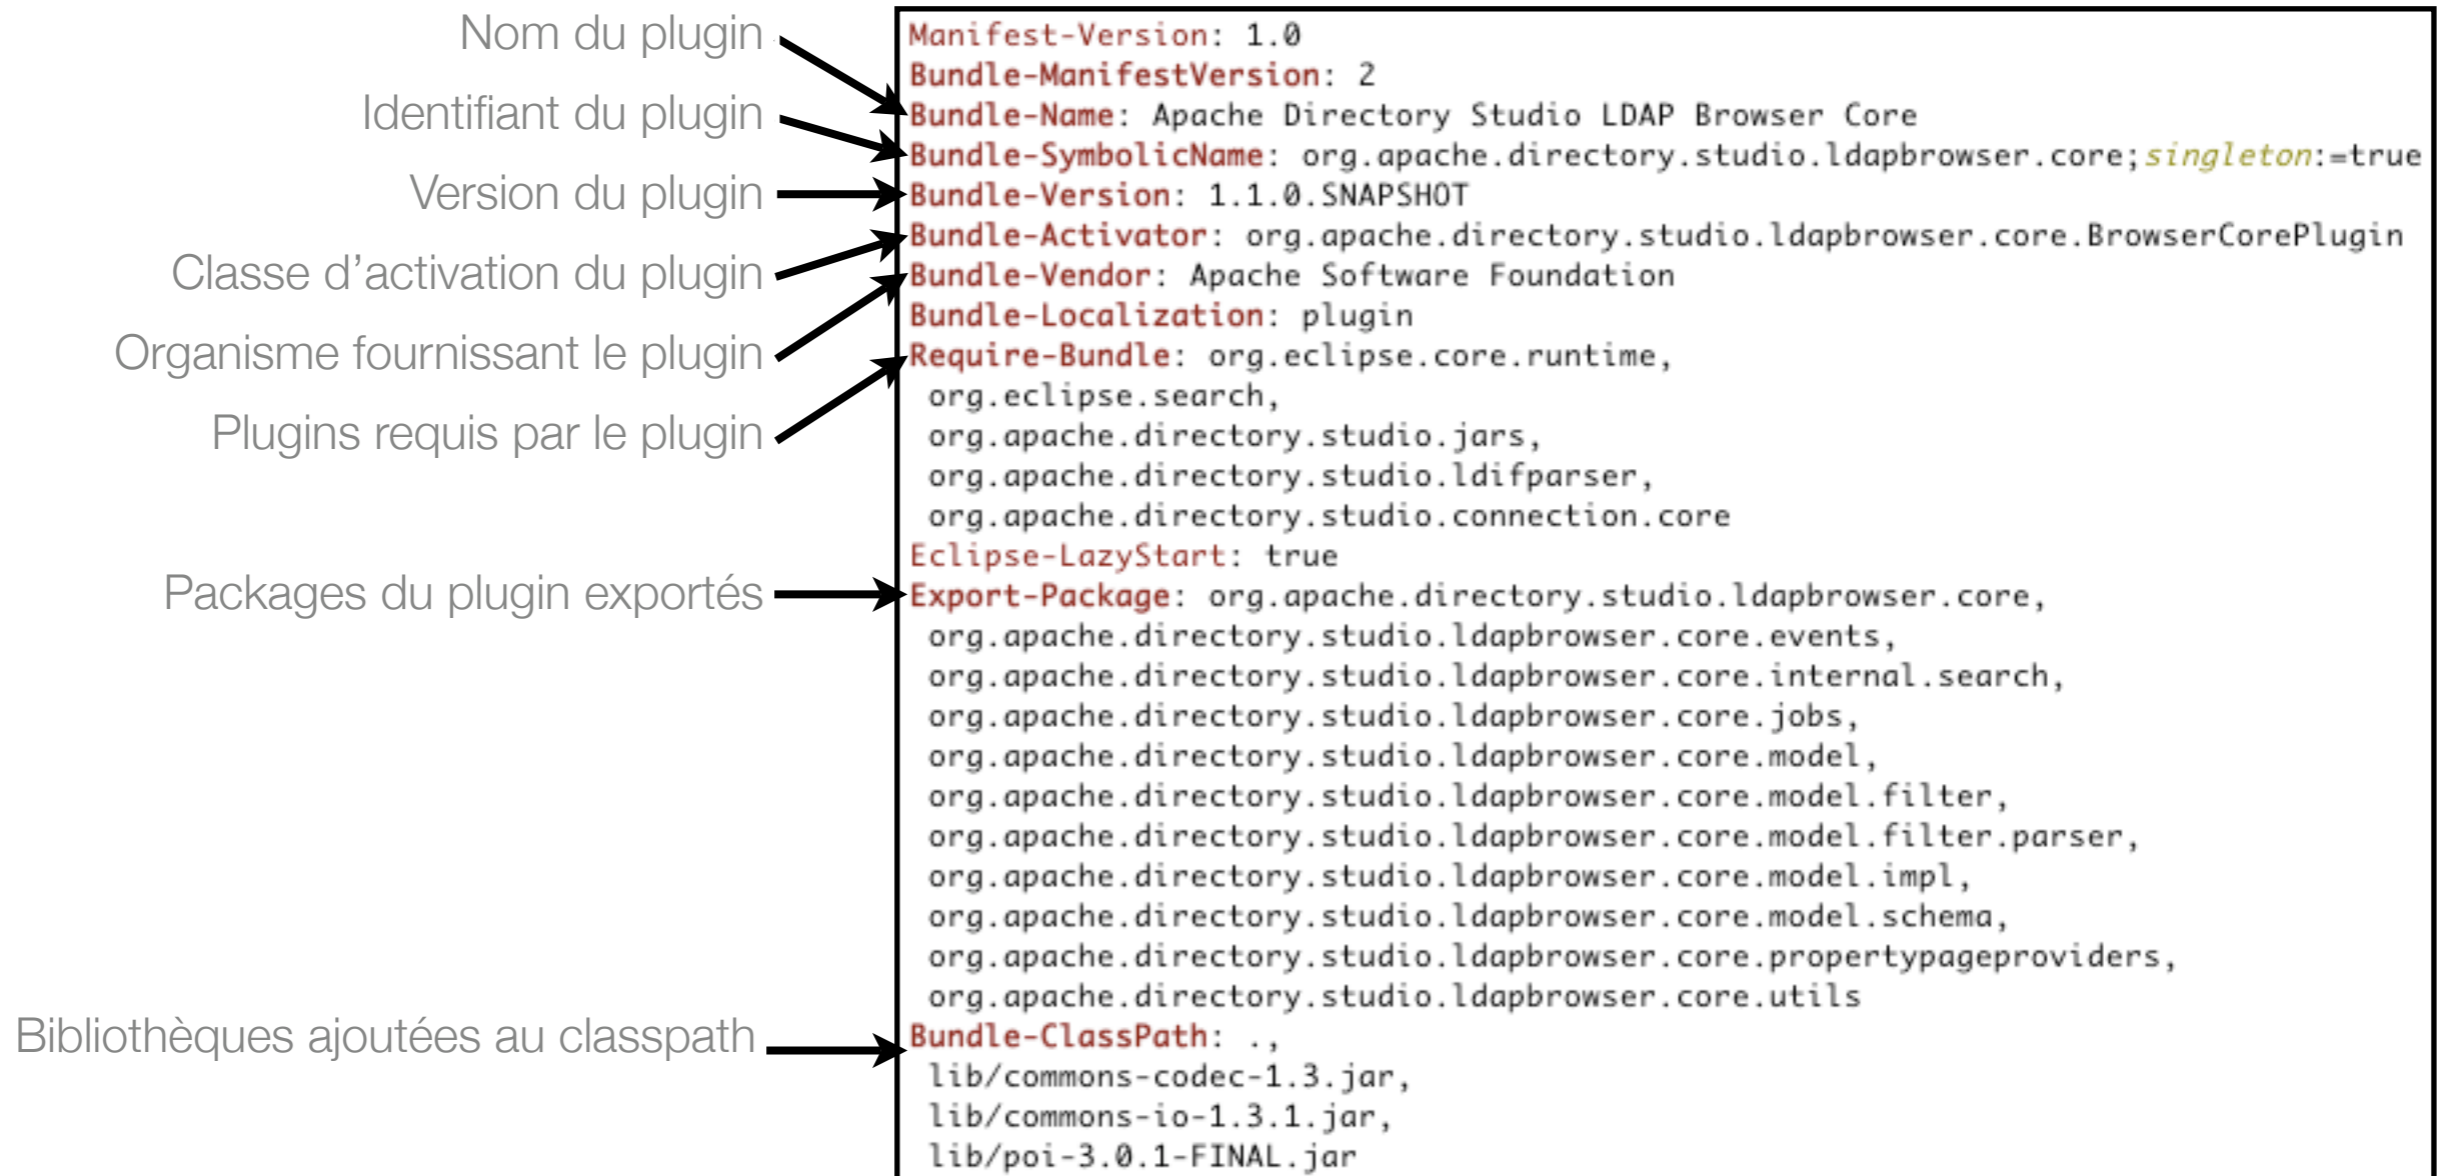 Nom du plugin
Identifiant du plugin
Version du plugin
Classe d’activation du plugin
Organisme fournissant le plugin
Plugins requis par le plugin
Packages du plugin exportés
Bibliothèques ajoutées au classpath
Manifest-Version: 1.0
Bundle-ManifestVersion: 2
Bundle-Name: Apache Directory Studio LDAP Browser Core
Bundle-SymbolicName: org.apache.directory.studio.ldapbrowser.core;singleton:=true
Bundle-Version: 1.1.0.SNAPSHOT
Bundle-Activator: org.apache.directory.studio.ldapbrowser.core.BrowserCorePlugin
Bundle-Vendor: Apache Software Foundation
Bundle-Localization: plugin
Require-Bundle: org.eclipse.core.runtime,
 org.eclipse.search,
 org.apache.directory.studio.jars,
 org.apache.directory.studio.ldifparser,
 org.apache.directory.studio.connection.core
Eclipse-LazyStart: true
Export-Package: org.apache.directory.studio.ldapbrowser.core,
 org.apache.directory.studio.ldapbrowser.core.events,
 org.apache.directory.studio.ldapbrowser.core.internal.search,
 org.apache.directory.studio.ldapbrowser.core.jobs,
 org.apache.directory.studio.ldapbrowser.core.model,
 org.apache.directory.studio.ldapbrowser.core.model.filter,
 org.apache.directory.studio.ldapbrowser.core.model.filter.parser,
 org.apache.directory.studio.ldapbrowser.core.model.impl,
 org.apache.directory.studio.ldapbrowser.core.model.schema,
 org.apache.directory.studio.ldapbrowser.core.propertypageproviders,
 org.apache.directory.studio.ldapbrowser.core.utils
Bundle-ClassPath: .,
 lib/commons-codec-1.3.jar,
 lib/commons-io-1.3.1.jar,
 lib/poi-3.0.1-FINAL.jar